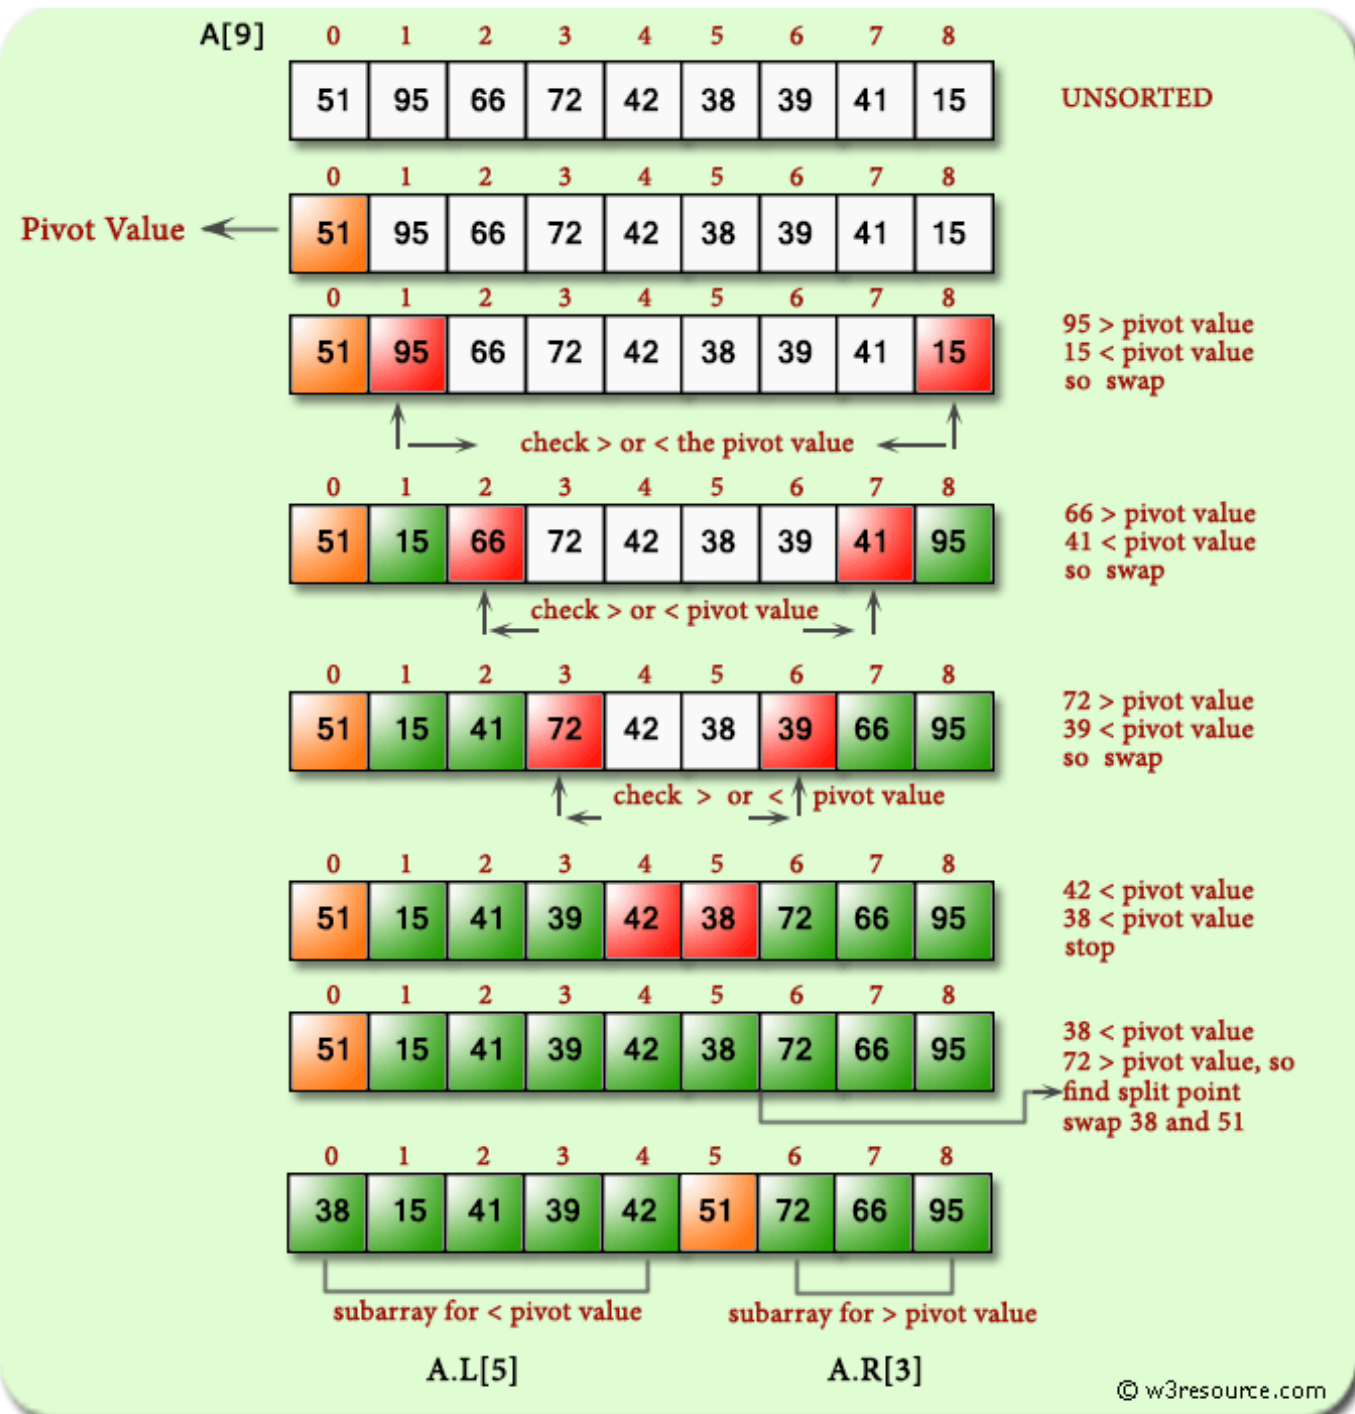 A[9] 0 1 2 3 4 5 6 7 8
51 95 66 72 42 38 39 41 15 UNSORTED
0 1 2 3 4 5 6 7 8
Pivot Value 51 95 66 72 42 38 39 41 15
0 1 2 3 4 5 6 7 8
51 95 66 72 42 38 39 41 15
95 > pivot value
15 < pivot value
so swap
check > or < the pivot value
0 1 2 3 4 5 6 7 8
51 15 66 72 42 38 39 41 95
66 > pivot value
41 < pivot value
so swap
check > or < pivot value
0 1 2 3 4 5 6 7 8
51 15 41 72 42 38 39 66 95
72 > pivot value
39 < pivot value
so swap
check > or < pivot value
0 1 2 3 4 5 6 7 8
51 15 41 39 42 38 72 66 95
42 < pivot value
38 < pivot value
stop
0 1 2 3 4 5 6 7 8
51 15 41 39 42 38 72 66 95
38 < pivot value
72 > pivot value, so
find split point
swap 38 and 51
0 1 2 3 4 5 6 7 8
38 15 41 39 42 51 72 66 95
subarray for < pivot value subarray for > pivot value
A.L[5] A.R[3]
© w3resource.com